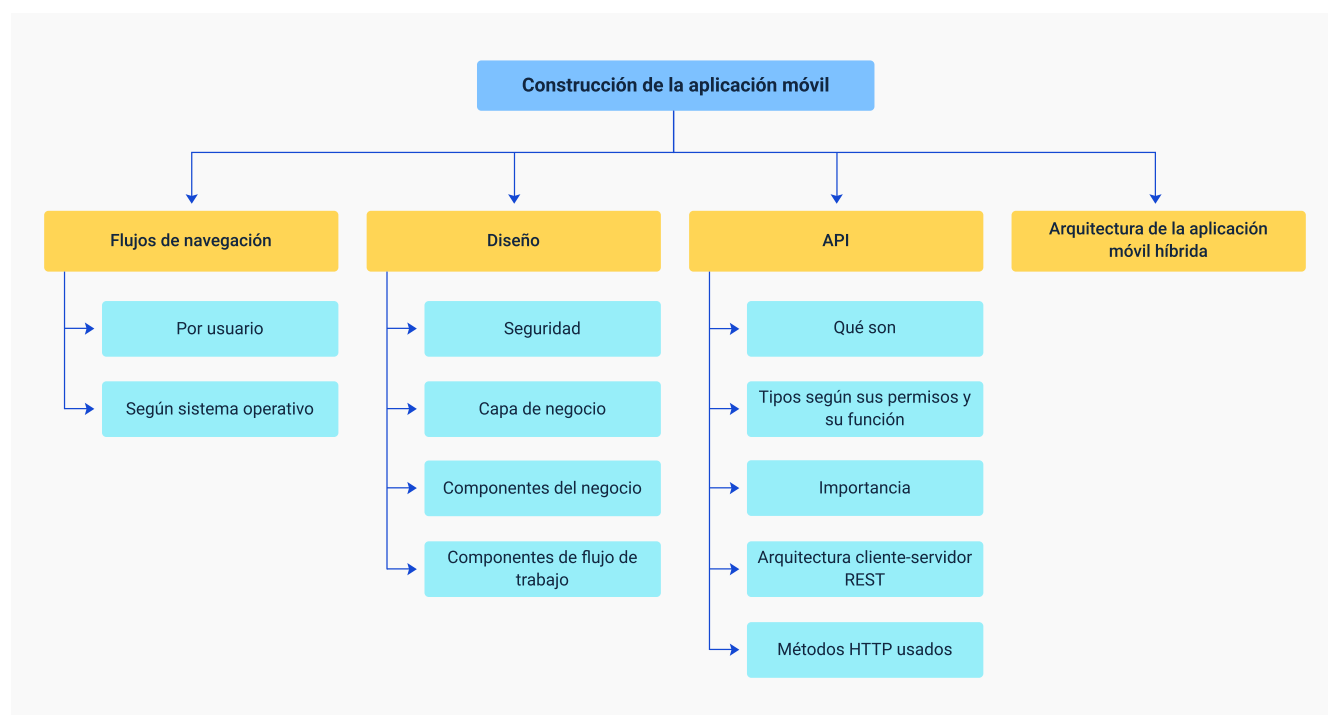 Construcción de la aplicación móvil
Flujos de navegación
Por usuario
Según sistema operativo
Diseño
Seguridad
Capa de negocio
Componentes del negocio
Componentes de flujo de
trabajo
API
Qué son
Tipos según sus permisos y
su función
Importancia
Arquitectura cliente-servidor
REST
Métodos HTTP usados
Arquitectura de la aplicación
móvil híbrida